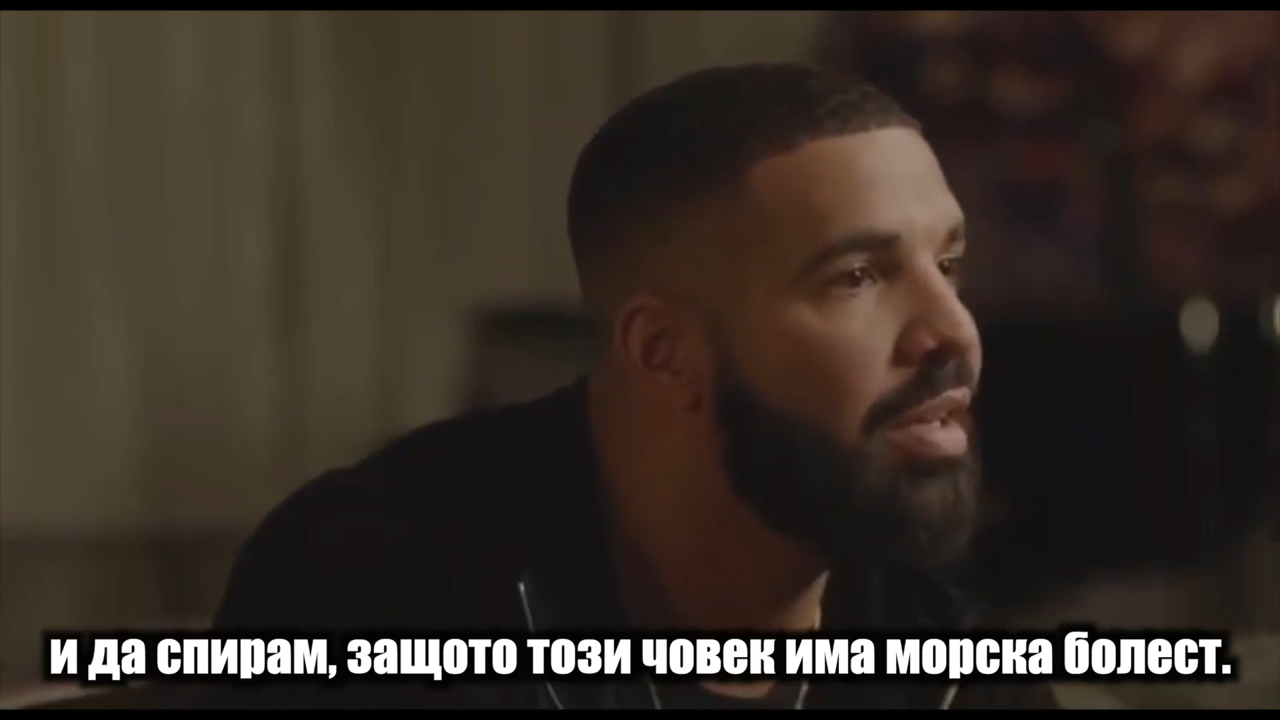 и да спирам, защото този човек има морска болест.